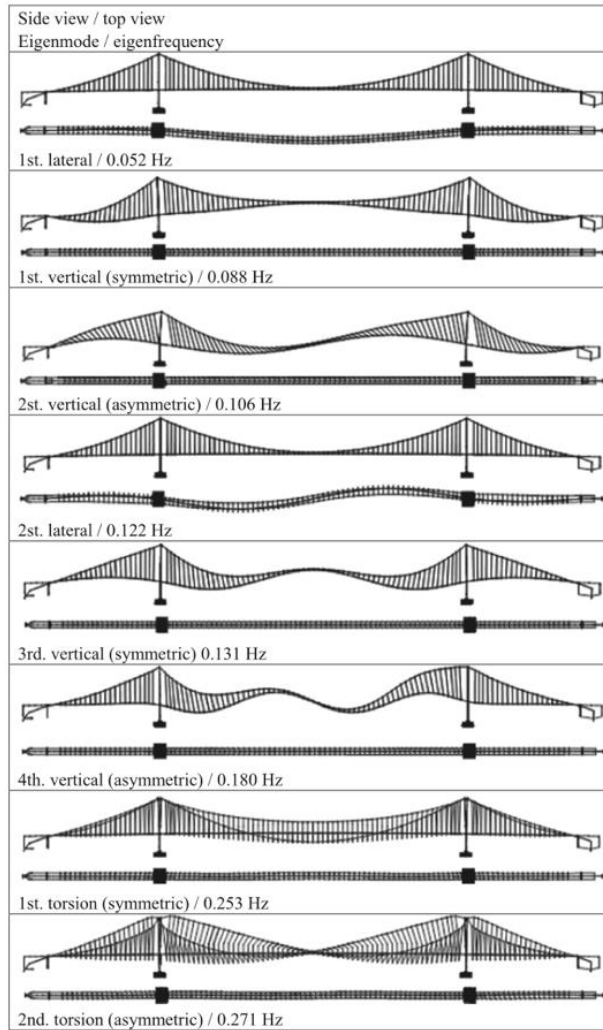 Side view / top view
Eigenmode / eigenfrequency
1st. lateral / 0.052 Hz
1st. vertical (symmetric) / 0.088 Hz
2st. vertical (asymmetric) / 0.106 Hz
2st. lateral / 0.122 Hz
3rd. vertical (symmetric) 0.131 Hz
4th. vertical (asymmetric) / 0.180 Hz
1st. torsion (symmetric) / 0.253 Hz
2nd. torsion (asymmetric) / 0.271 Hz